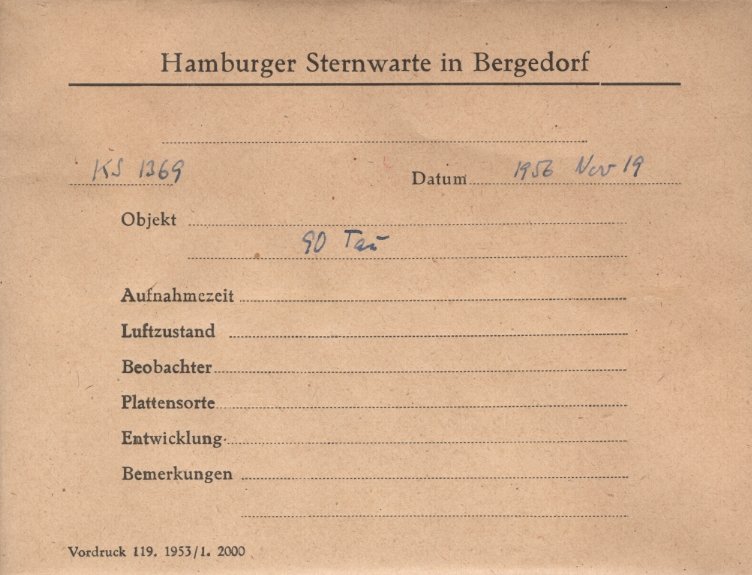 Hamburger Sternwarte in Bergedorf
KS 1369
Datum 1956 Nov 19
Objekt
90 Tau
Aufnahmezeit
Luftzustand
Beobachter
Plattensorte
Entwicklung
Bemerkungen
Vordruck 119. 1953/1. 2000